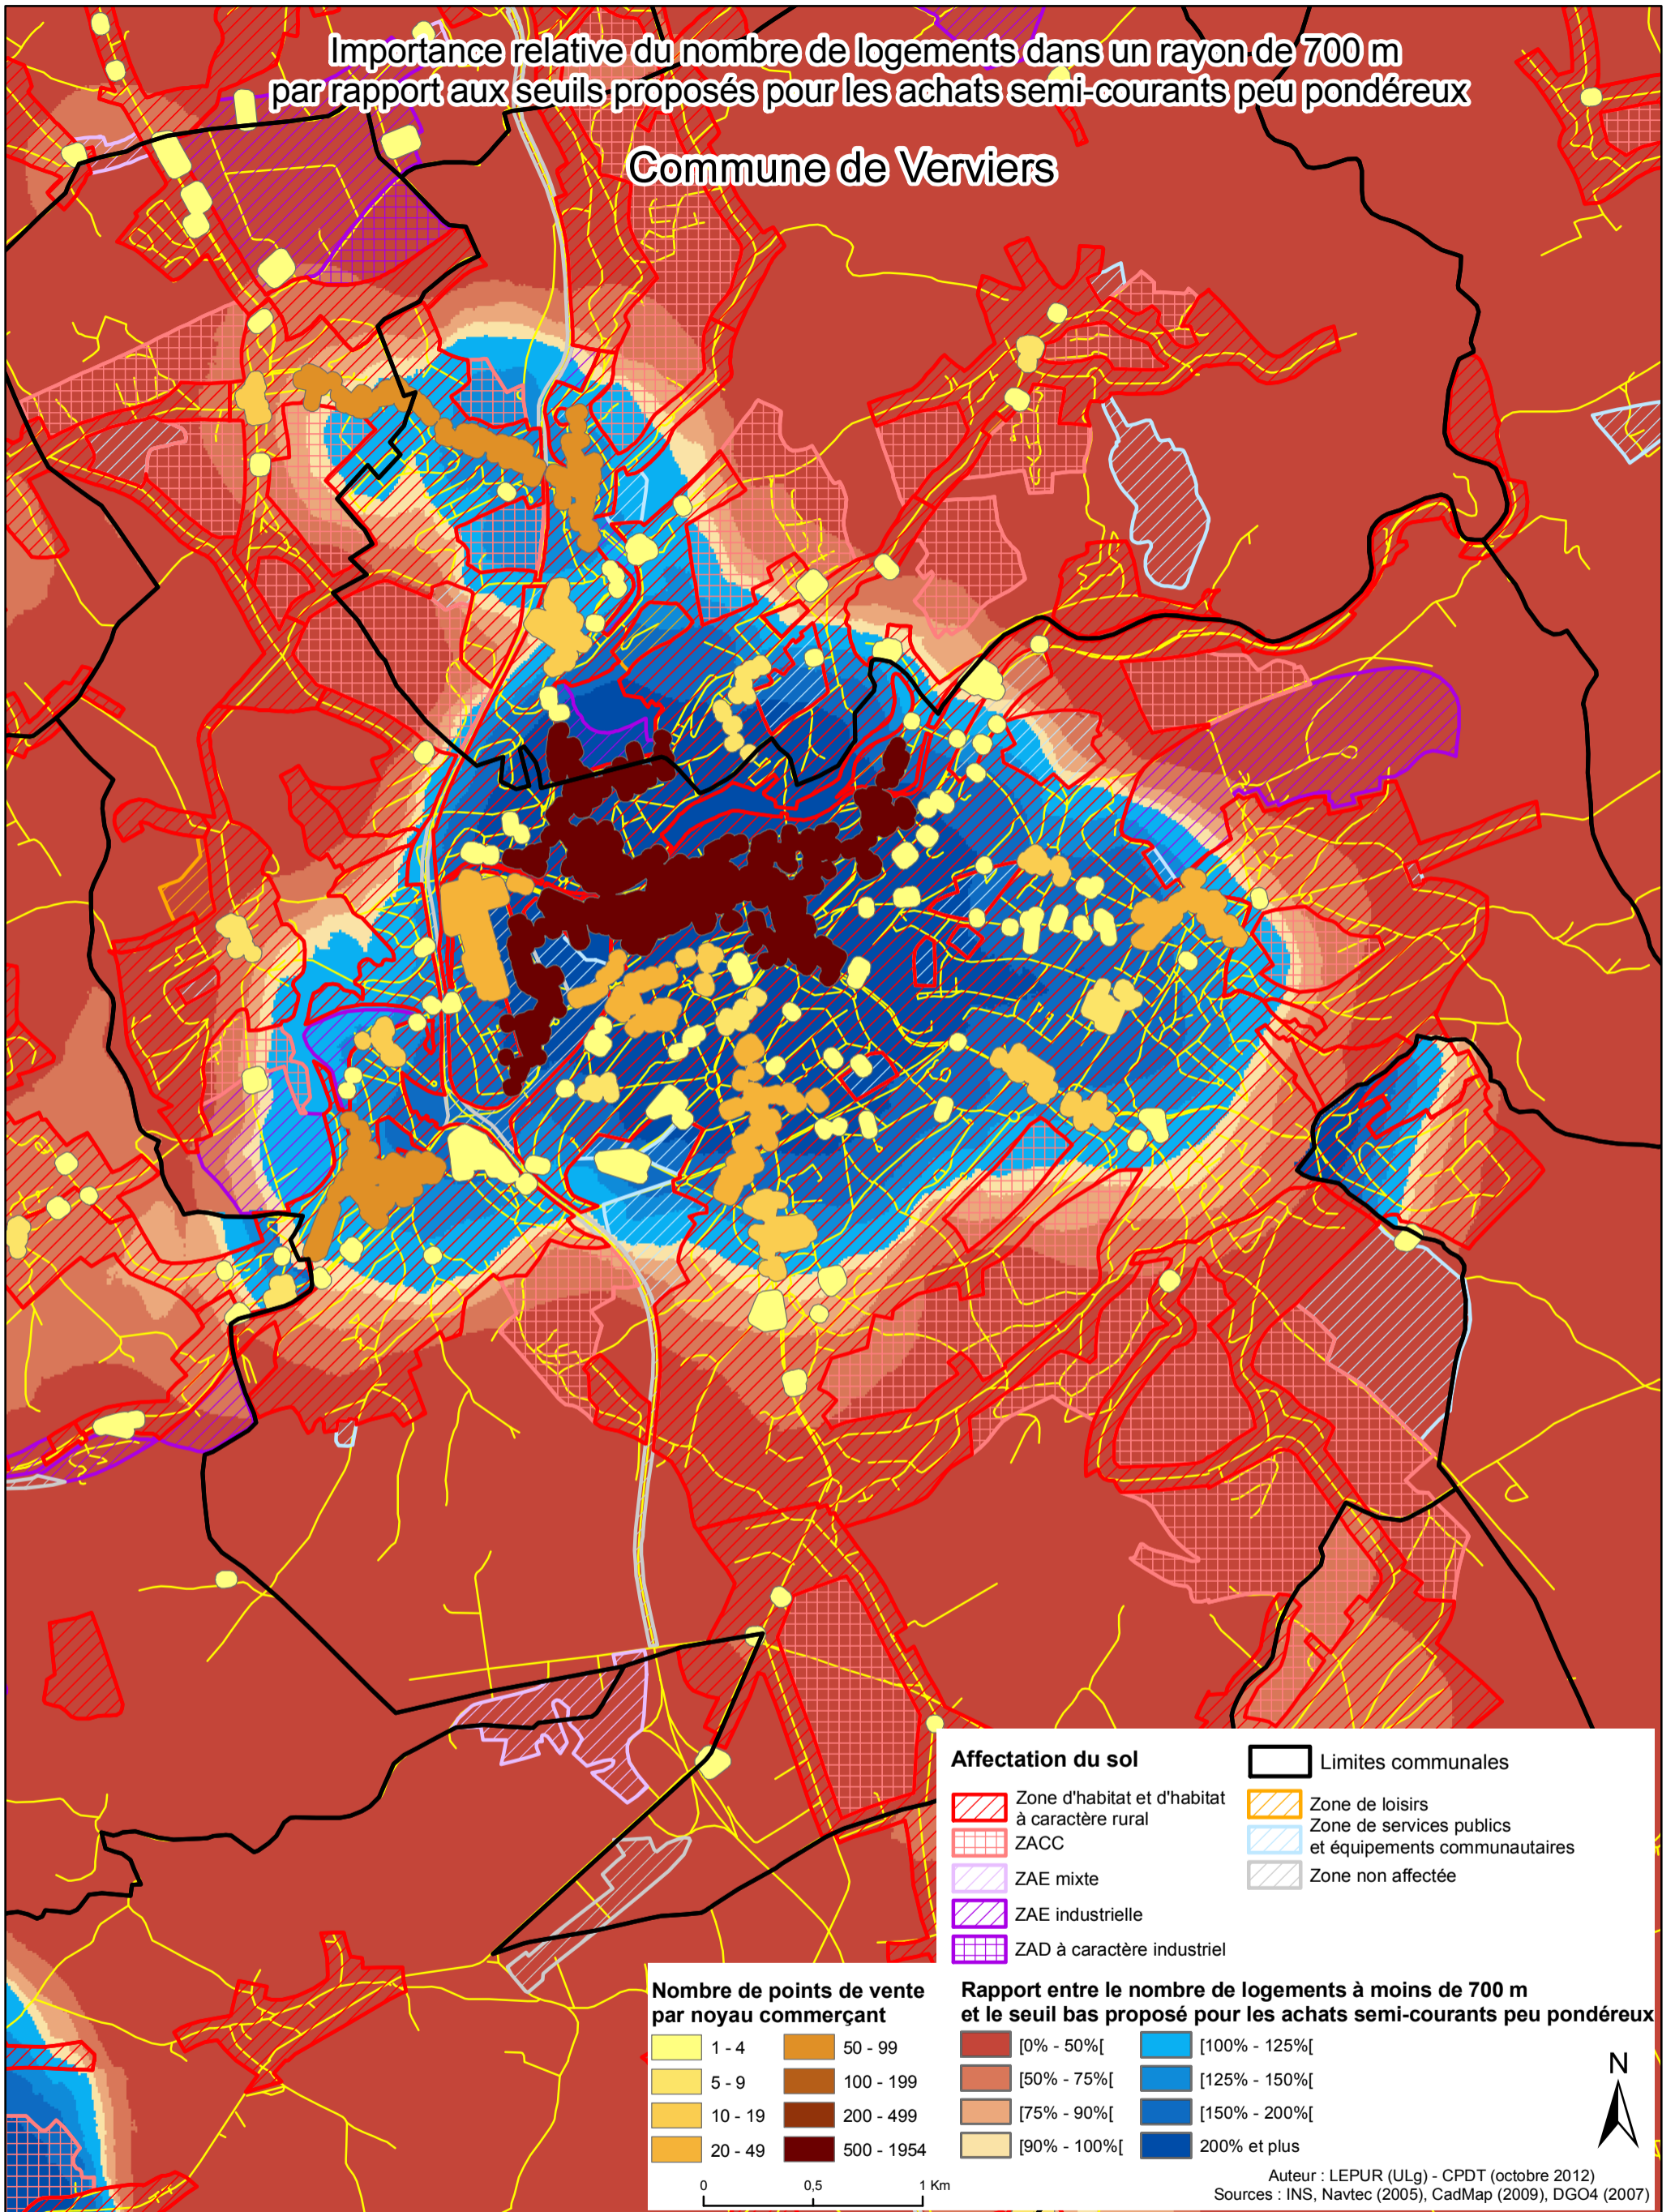 Importance relative du nombre de logements dans un rayon de 700 m
par rapport aux seuils proposés pour les achats semi-courants peu pondéreux
Commune de Verviers
Affectation du sol
Zone d'habitat et d'habitat
à caractère rural
ZACC
ZAE mixte
ZAE industrielle
ZAD à caractère industriel
Limites communales
Zone de loisirs
Zone de services publics
et équipements communautaires
Zone non affectée
Nombre de points de vente
par noyau commerçant
1 - 4
5 - 9
10 - 19
20 - 49
50 - 99
100 - 199
200 - 499
500 - 1954
Rapport entre le nombre de logements à moins de 700 m
et le seuil bas proposé pour les achats semi-courants peu pondéreux
[0% - 50%[
[50% - 75%[
[75% - 90%[
[90% - 100%[
[100% - 125%[
[125% - 150%[
[150% - 200%[
200% et plus
N
0 0,5 1 Km
Auteur : LEPUR (ULg) - CPDT (octobre 2012)
Sources : INS, Navtec (2005), CadMap (2009), DGO4 (2007)